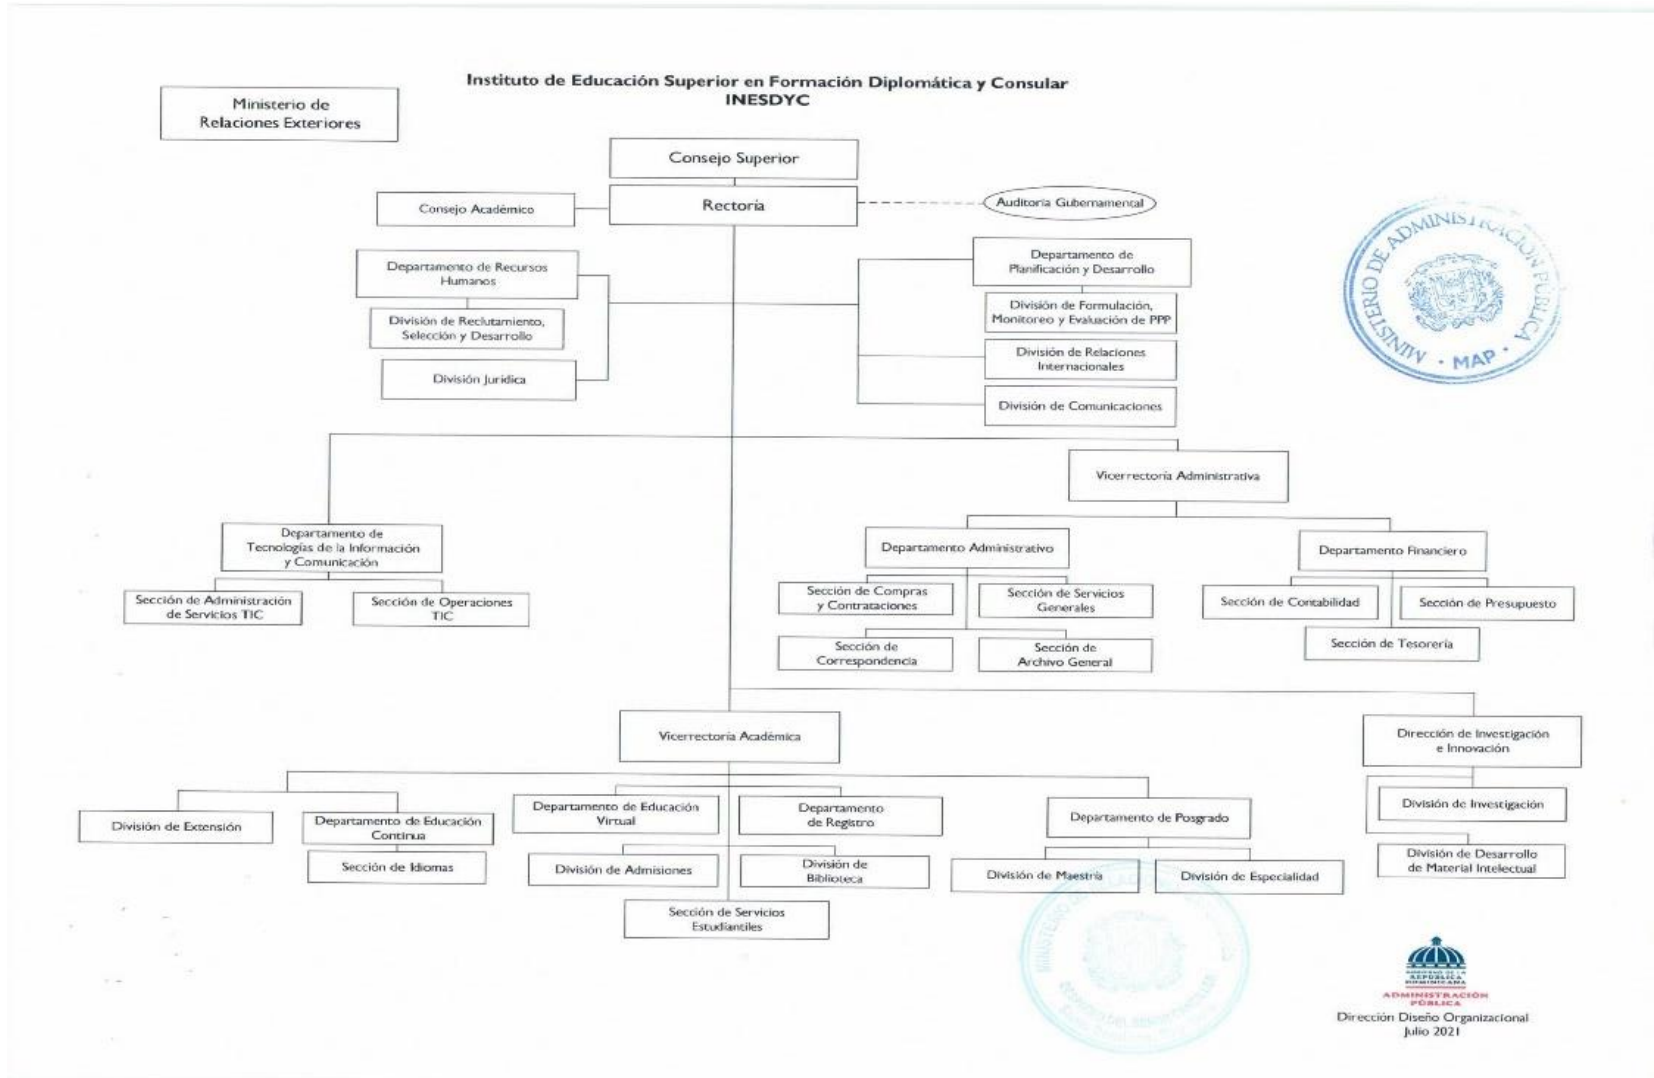 Instituto de Educación Superior en Formación Diplomática y Consular
INESDYC
Ministerio de
Relaciones Exteriores
Consejo Superior
Rectoría
Consejo Académico
Auditoría Gubernamental
Departamento de Recursos
Humanos
División de Reclutamiento,
Selección y Desarrollo
División Jurídica
Departamento de
Planificación y Desarrollo
División de Formulación,
Monitoreo y Evaluación de PPP
División de Relaciones
Internacionales
División de Comunicaciones
MINISTERIO DE ADMINISTRACIÓN PÚBLICA
· MAP ·
Vicerrectoría Administrativa
Departamento de
Tecnologías de la Información
y Comunicación
Sección de Administración
de Servicios TIC
Sección de Operaciones
TIC
Departamento Administrativo
Sección de Compras
y Contrataciones
Sección de Servicios
Generales
Sección de
Correspondencia
Sección de
Archivo General
Departamento Financiero
Sección de Contabilidad
Sección de Presupuesto
Sección de Tesorería
Vicerrectoría Académica
Dirección de Investigación
e Innovación
División de Extensión
Departamento de Educación
Continua
Sección de Idiomas
Departamento de Educación
Virtual
Departamento
de Registro
División de Admisiones
División de
Biblioteca
Sección de Servicios
Estudiantiles
Departamento de Posgrado
División de Maestría
División de Especialidad
División de Investigación
División de Desarrollo
de Material Intelectual
GOBIERNO DE LA
REPÚBLICA
DOMINICANA
ADMINISTRACIÓN
PÚBLICA
Dirección Diseño Organizacional
Julio 2021